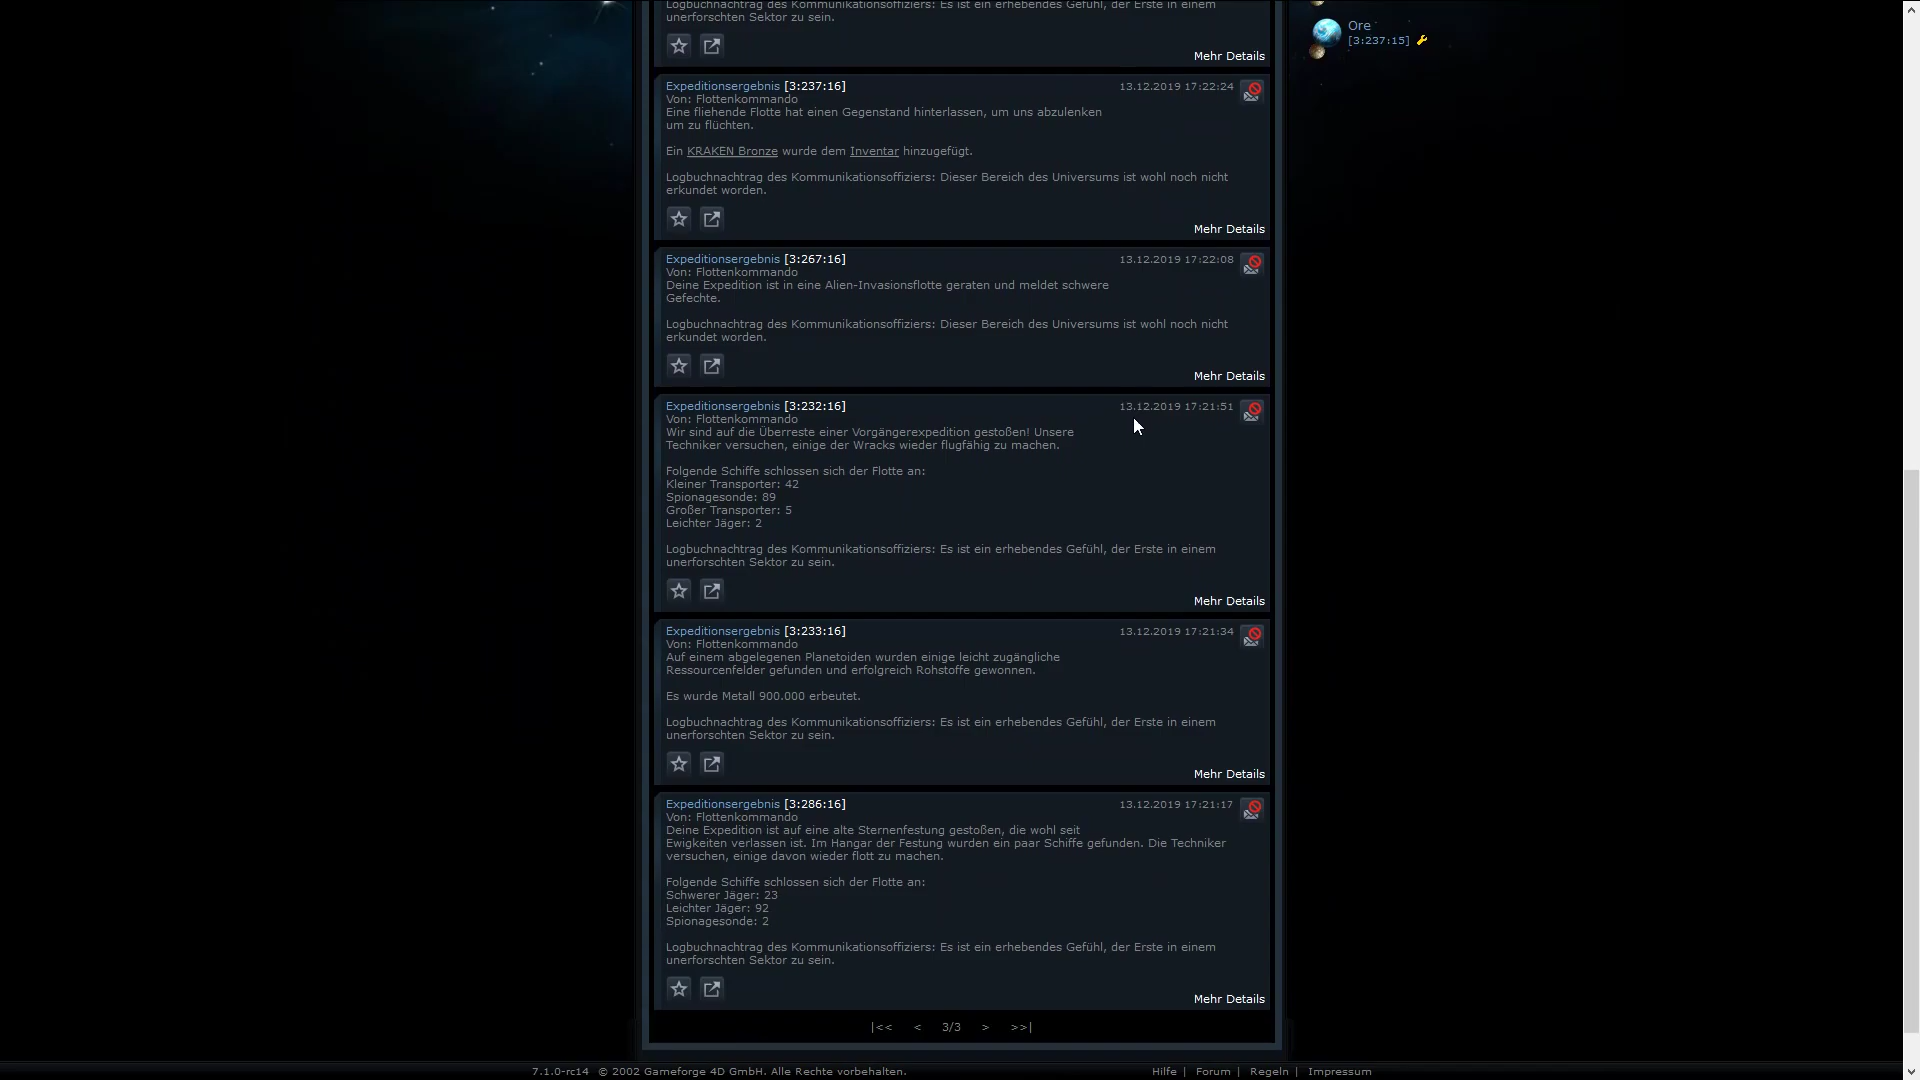 Logbuchnachtrag des Kommunikationsoffiziers: Es ist ein erhebendes Gefühl, der Erste in einem
unerforschten Sektor zu sein.
Mehr Details
Ore
[3:237:15]
Expeditionsergebnis [3:237:16] 13.12.2019 17:22:24
Von: Flottenkommando
Eine fliehende Flotte hat einen Gegenstand hinterlassen, um uns abzulenken
um zu flüchten.
Ein KRAKEN Bronze wurde dem Inventar hinzugefügt.
Logbuchnachtrag des Kommunikationsoffiziers: Dieser Bereich des Universums ist wohl noch nicht
erkundet worden.
Mehr Details
Expeditionsergebnis [3:267:16] 13.12.2019 17:22:08
Von: Flottenkommando
Deine Expedition ist in eine Alien-Invasionsflotte geraten und meldet schwere
Gefechte.
Logbuchnachtrag des Kommunikationsoffiziers: Dieser Bereich des Universums ist wohl noch nicht
erkundet worden.
Mehr Details
Expeditionsergebnis [3:232:16] 13.12.2019 17:21:51
Von: Flottenkommando
Wir sind auf die Überreste einer Vorgängerexpedition gestoßen! Unsere
Techniker versuchen, einige der Wracks wieder flugfähig zu machen.
Folgende Schiffe schlossen sich der Flotte an:
Kleiner Transporter: 42
Spionagesonde: 89
Großer Transporter: 5
Leichter Jäger: 2
Logbuchnachtrag des Kommunikationsoffiziers: Es ist ein erhebendes Gefühl, der Erste in einem
unerforschten Sektor zu sein.
Mehr Details
Expeditionsergebnis [3:233:16] 13.12.2019 17:21:34
Von: Flottenkommando
Auf einem abgelegenen Planetoiden wurden einige leicht zugängliche
Ressourcenfelder gefunden und erfolgreich Rohstoffe gewonnen.
Es wurde Metall 900.000 erbeutet.
Logbuchnachtrag des Kommunikationsoffiziers: Es ist ein erhebendes Gefühl, der Erste in einem
unerforschten Sektor zu sein.
Mehr Details
Expeditionsergebnis [3:286:16] 13.12.2019 17:21:17
Von: Flottenkommando
Deine Expedition ist auf eine alte Sternenfestung gestoßen, die wohl seit
Ewigkeiten verlassen ist. Im Hangar der Festung wurden ein paar Schiffe gefunden. Die Techniker
versuchen, einige davon wieder flott zu machen.
Folgende Schiffe schlossen sich der Flotte an:
Schwerer Jäger: 23
Leichter Jäger: 92
Spionagesonde: 2
Logbuchnachtrag des Kommunikationsoffiziers: Es ist ein erhebendes Gefühl, der Erste in einem
unerforschten Sektor zu sein.
Mehr Details
|<< < 3/3 > >>|
7.1.0-rc14 © 2002 Gameforge 4D GmbH. Alle Rechte vorbehalten. Hilfe | Forum | Regeln | Impressum